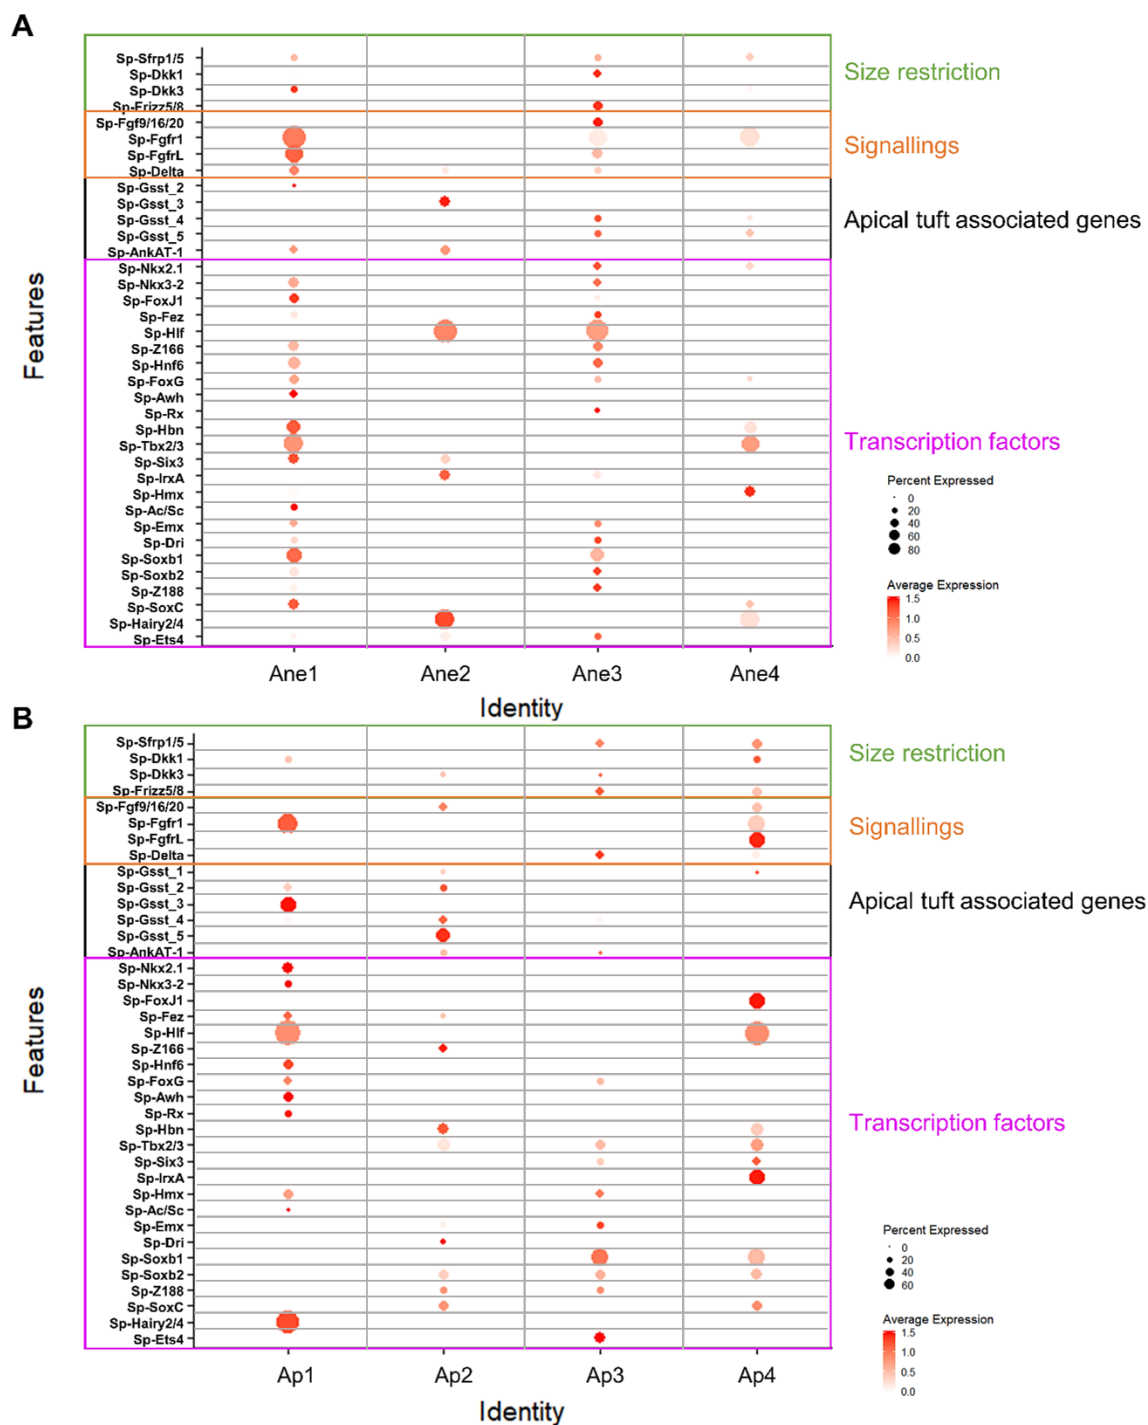 A
Sp-Sfrp1/5
Sp-Dkk1
Sp-Dkk3
Sp-Frizz5/8
Size restriction
Sp-Fgf9/16/20
Sp-Fgfr1
Sp-FgfrL
Sp-Delta
Signallings
Sp-Gsst_2
Sp-Gsst_3
Sp-Gsst_4
Sp-Gsst_5
Sp-AnkAT-1
Apical tuft associated genes
Features
Sp-Nkx2.1
Sp-Nkx3-2
Sp-FoxJ1
Sp-Fez
Sp-Hlf
Sp-Z166
Sp-Hnf6
Sp-FoxG
Sp-Awh
Sp-Rx
Sp-Hbn
Sp-Tbx2/3
Sp-Six3
Sp-IrxA
Sp-Hmx
Sp-Ac/Sc
Sp-Emx
Sp-Dri
Sp-Soxb1
Sp-Soxb2
Sp-Z188
Sp-SoxC
Sp-Hairy2/4
Sp-Ets4
Transcription factors
Percent Expressed
0
20
40
60
80
Average Expression
1.5
1.0
0.5
0.0
Ane1 Ane2 Ane3 Ane4
Identity
B
Sp-Sfrp1/5
Sp-Dkk1
Sp-Dkk3
Sp-Frizz5/8
Size restriction
Sp-Fgf9/16/20
Sp-Fgfr1
Sp-FgfrL
Sp-Delta
Signallings
Sp-Gsst_1
Sp-Gsst_2
Sp-Gsst_3
Sp-Gsst_4
Sp-Gsst_5
Sp-AnkAT-1
Apical tuft associated genes
Features
Sp-Nkx2.1
Sp-Nkx3-2
Sp-FoxJ1
Sp-Fez
Sp-Hlf
Sp-Z166
Sp-Hnf6
Sp-FoxG
Sp-Awh
Sp-Rx
Sp-Hbn
Sp-Tbx2/3
Sp-Six3
Sp-IrxA
Sp-Hmx
Sp-Ac/Sc
Sp-Emx
Sp-Dri
Sp-Soxb1
Sp-Soxb2
Sp-Z188
Sp-SoxC
Sp-Hairy2/4
Sp-Ets4
Transcription factors
Percent Expressed
0
20
40
60
Average Expression
1.5
1.0
0.5
0.0
Ap1 Ap2 Ap3 Ap4
Identity